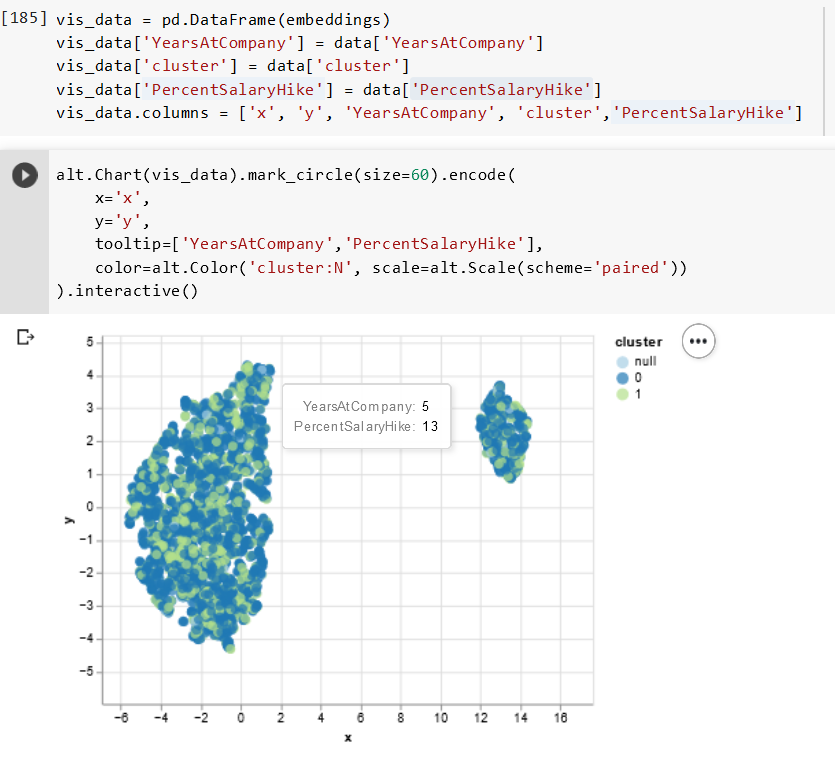 [185] vis_data = pd.DataFrame(embeddings)
vis_data['YearsAtCompany'] = data['YearsAtCompany']
vis_data['cluster'] = data['cluster']
vis_data['PercentSalaryHike'] = data['PercentSalaryHike']
vis_data.columns = ['x', 'y', 'YearsAtCompany', 'cluster','PercentSalaryHike']
alt.Chart(vis_data).mark_circle(size=60).encode(
x='x',
y='y',
tooltip=['YearsAtCompany','PercentSalaryHike'],
color=alt.Color('cluster:N', scale=alt.Scale(scheme='paired'))
).interactive()
5
4
3
2
1
0
−1
−2
−3
−4
−5
y
YearsAtCompany: 5
PercentSalaryHike: 13
cluster
null
0
1
−6 −4 −2 0 2 4 6 8 10 12 14 16
x